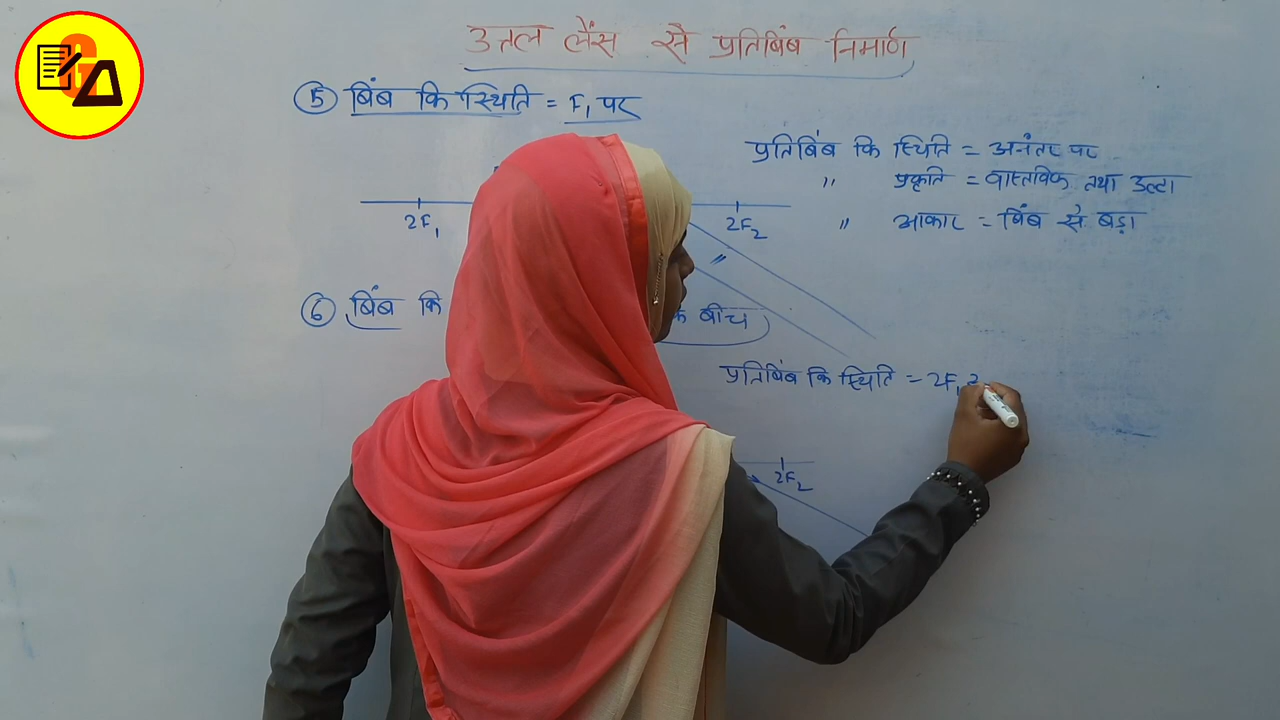 उत्तल लेंस से प्रतिबिंब निर्माण
⑤ बिंब कि स्थिति = F₁ पर
प्रतिबिंब कि स्थिति = अनंतर पर
" प्रकृति = वास्तविक तथा उल्टा
" आकार = बिंब से बड़ा
2F₁ 2F₂
⑥ बिंब कि के बीच
प्रतिबिंब कि स्थिति = 2F₁
2F₂